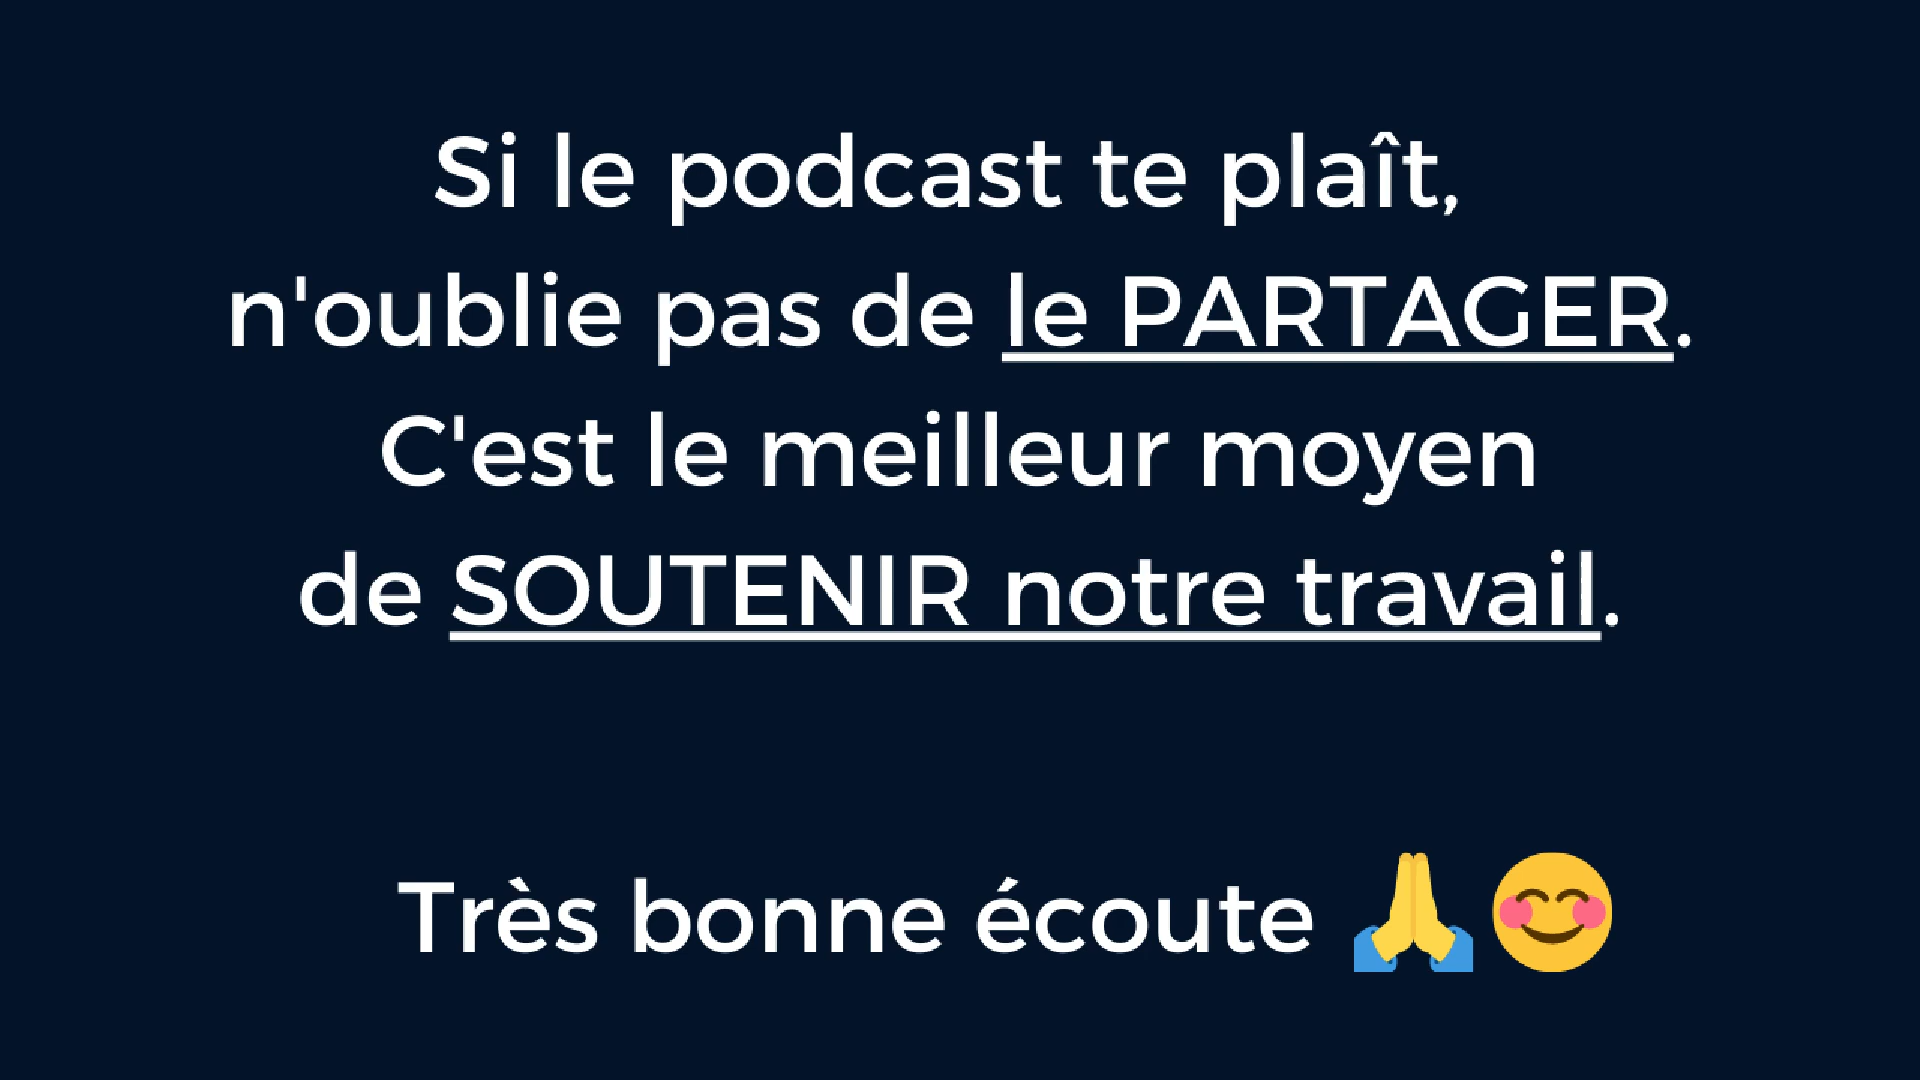 Si le podcast te plaît,
n'oublie pas de le PARTAGER.
C'est le meilleur moyen
de SOUTENIR notre travail.
Très bonne écoute 🙏😊